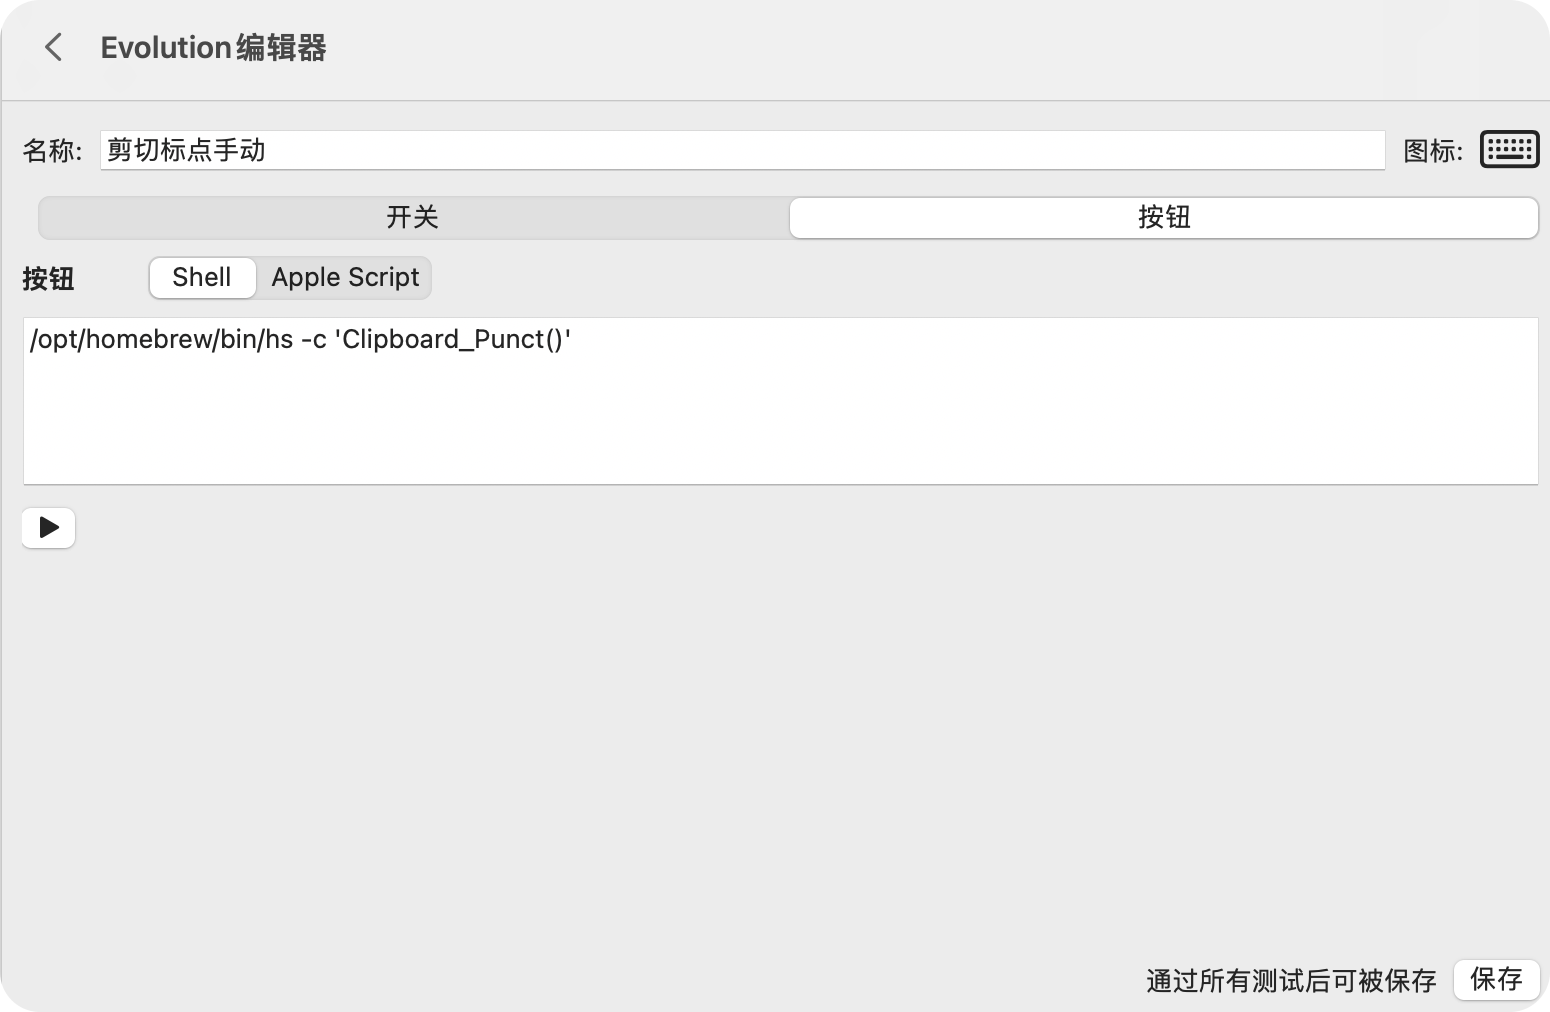 Evolution编辑器
名称: 剪切标点手动 图标:
开关 按钮
按钮 Shell Apple Script
/opt/homebrew/bin/hs -c 'Clipboard_Punct()'
通过所有测试后可被保存 保存